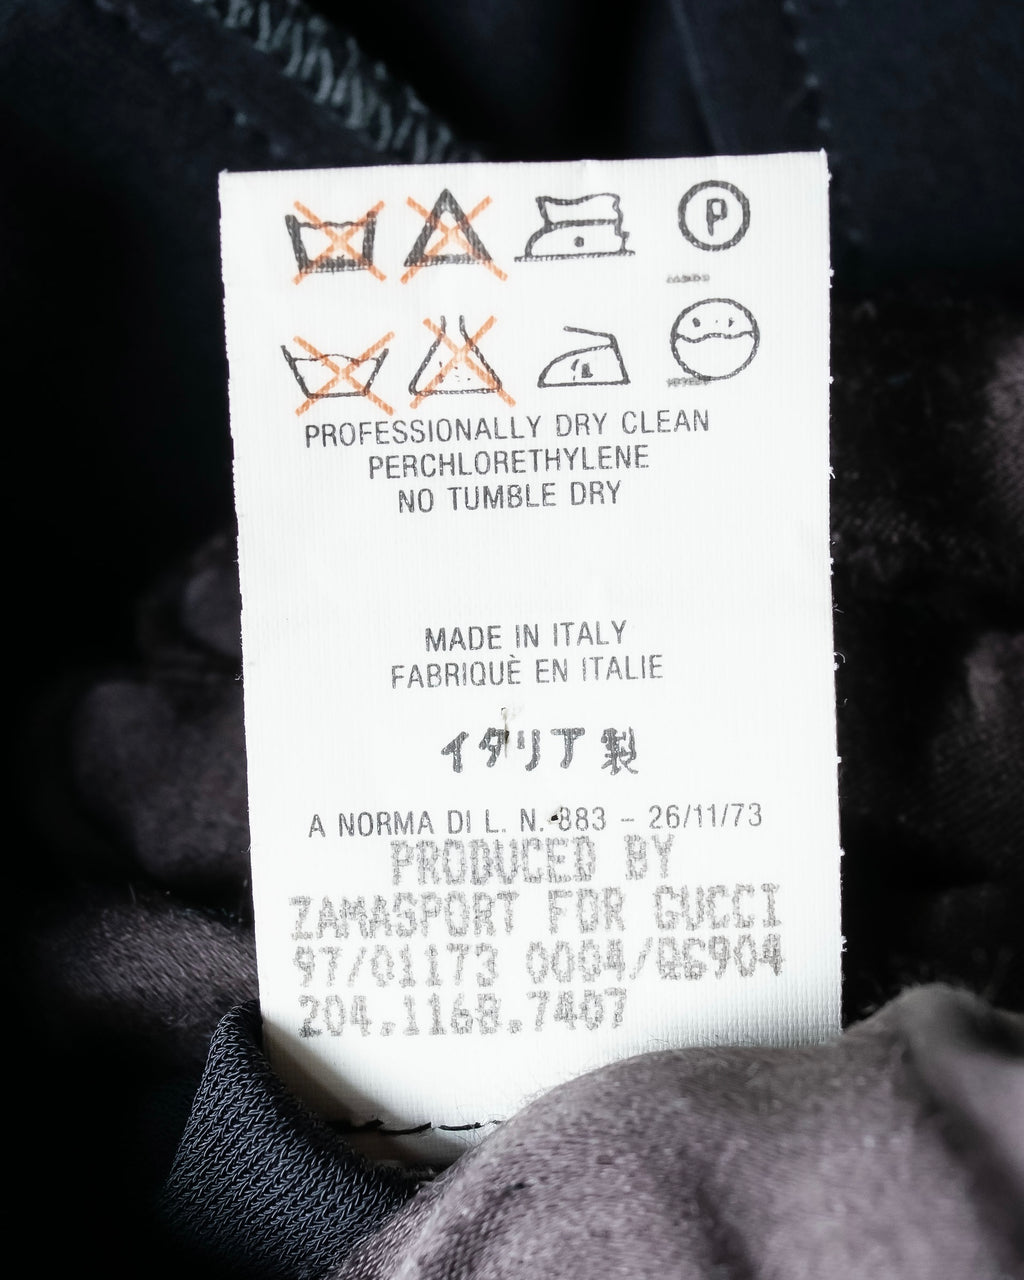 P
PROFESSIONALLY DRY CLEAN
PERCHLORETHYLENE
NO TUMBLE DRY
MADE IN ITALY
FABRIQUÈ EN ITALIE
イタリア製
A NORMA DI L. N. 883 - 26/11/73
PRODUCED BY
ZAMASPORT FOR GUCCI
97/01173 0004/Q6904
204.1168.7407